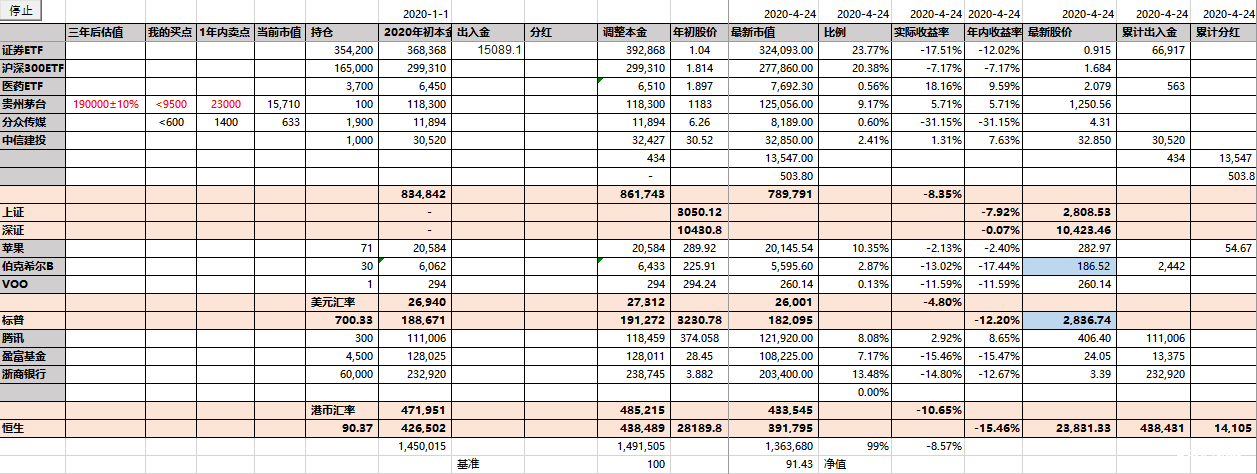 停止
2020-1-1 2020-4-24 2020-4-24 2020-4-24 2020-4-24 2020-4-24 2020-4-24
三年后估值 我的买点 1年内卖点 当前市值 持仓 2020年初本金 出入金 分红 调整本金 年初股价 最新市值 比例 实际收益率 年内收益率 最新股价 累计出入金 累计分红
证券ETF 354,200 368,368 15089.1 392,868 1.04 324,093.00 23.77% -17.51% -12.02% 0.915 66,917
沪深300ETF 165,000 299,310 299,310 1.814 277,860.00 20.38% -7.17% -7.17% 1.684
医药ETF 3,700 6,450 6,510 1.897 7,692.30 0.56% 18.16% 9.59% 2.079 563
贵州茅台 190000±10% <9500 23000 15,710 100 118,300 118,300 1183 125,056.00 9.17% 5.71% 5.71% 1,250.56
分众传媒 <600 1400 633 1,900 11,894 11,894 6.26 8,189.00 0.60% -31.15% -31.15% 4.31
中信建投 1,000 30,520 32,427 30.52 32,850.00 2.41% 1.31% 7.63% 32.850 30,520
434 13,547.00 434 13,547
- 503.80 503.8
834,842 861,743 789,791 -8.35%
上证 - 3050.12 -7.92% 2,808.53
深证 - 10430.8 -0.07% 10,423.46
苹果 71 20,584 20,584 289.92 20,145.54 10.35% -2.13% -2.40% 282.97 54.67
伯克希尔B 30 6,062 6,433 225.91 5,595.60 2.87% -13.02% -17.44% 186.52 2,442
VOO 1 294 294 294.24 260.14 0.13% -11.59% -11.59% 260.14
美元汇率 26,940 27,312 26,001 -4.80%
标普 700.33 188,671 191,272 3230.78 182,095 -12.20% 2,836.74
腾讯 300 111,006 118,459 374.058 121,920.00 8.08% 2.92% 8.65% 406.40 111,006
盈富基金 4,500 128,025 128,011 28.45 108,225.00 7.17% -15.46% -15.47% 24.05 13,375
浙商银行 60,000 232,920 238,745 3.882 203,400.00 13.48% -14.80% -12.67% 3.39 232,920
0.00%
港币汇率 471,951 485,215 433,545 -10.65%
恒生 90.37 426,502 438,489 28189.8 391,795 -15.46% 23,831.33 438,431 14,105
1,450,015 1,491,505 1,363,680 99% -8.57%
基准 100 91.43 净值